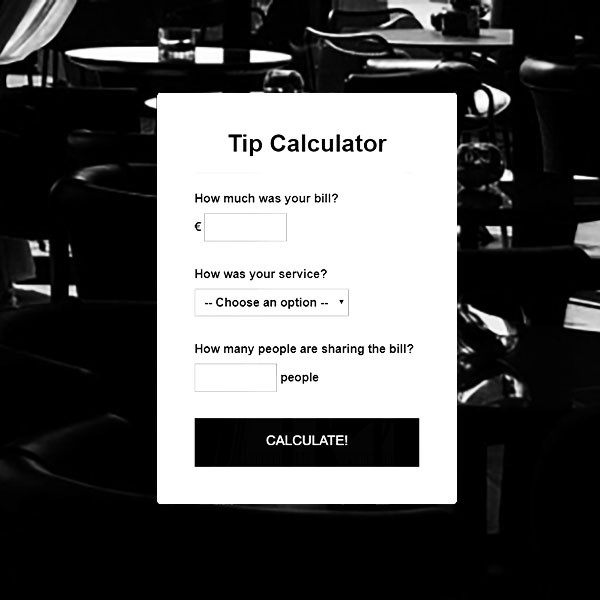 Tip Calculator
How much was your bill?
€
How was your service?
-- Choose an option --
How many people are sharing the bill?
people
CALCULATE!